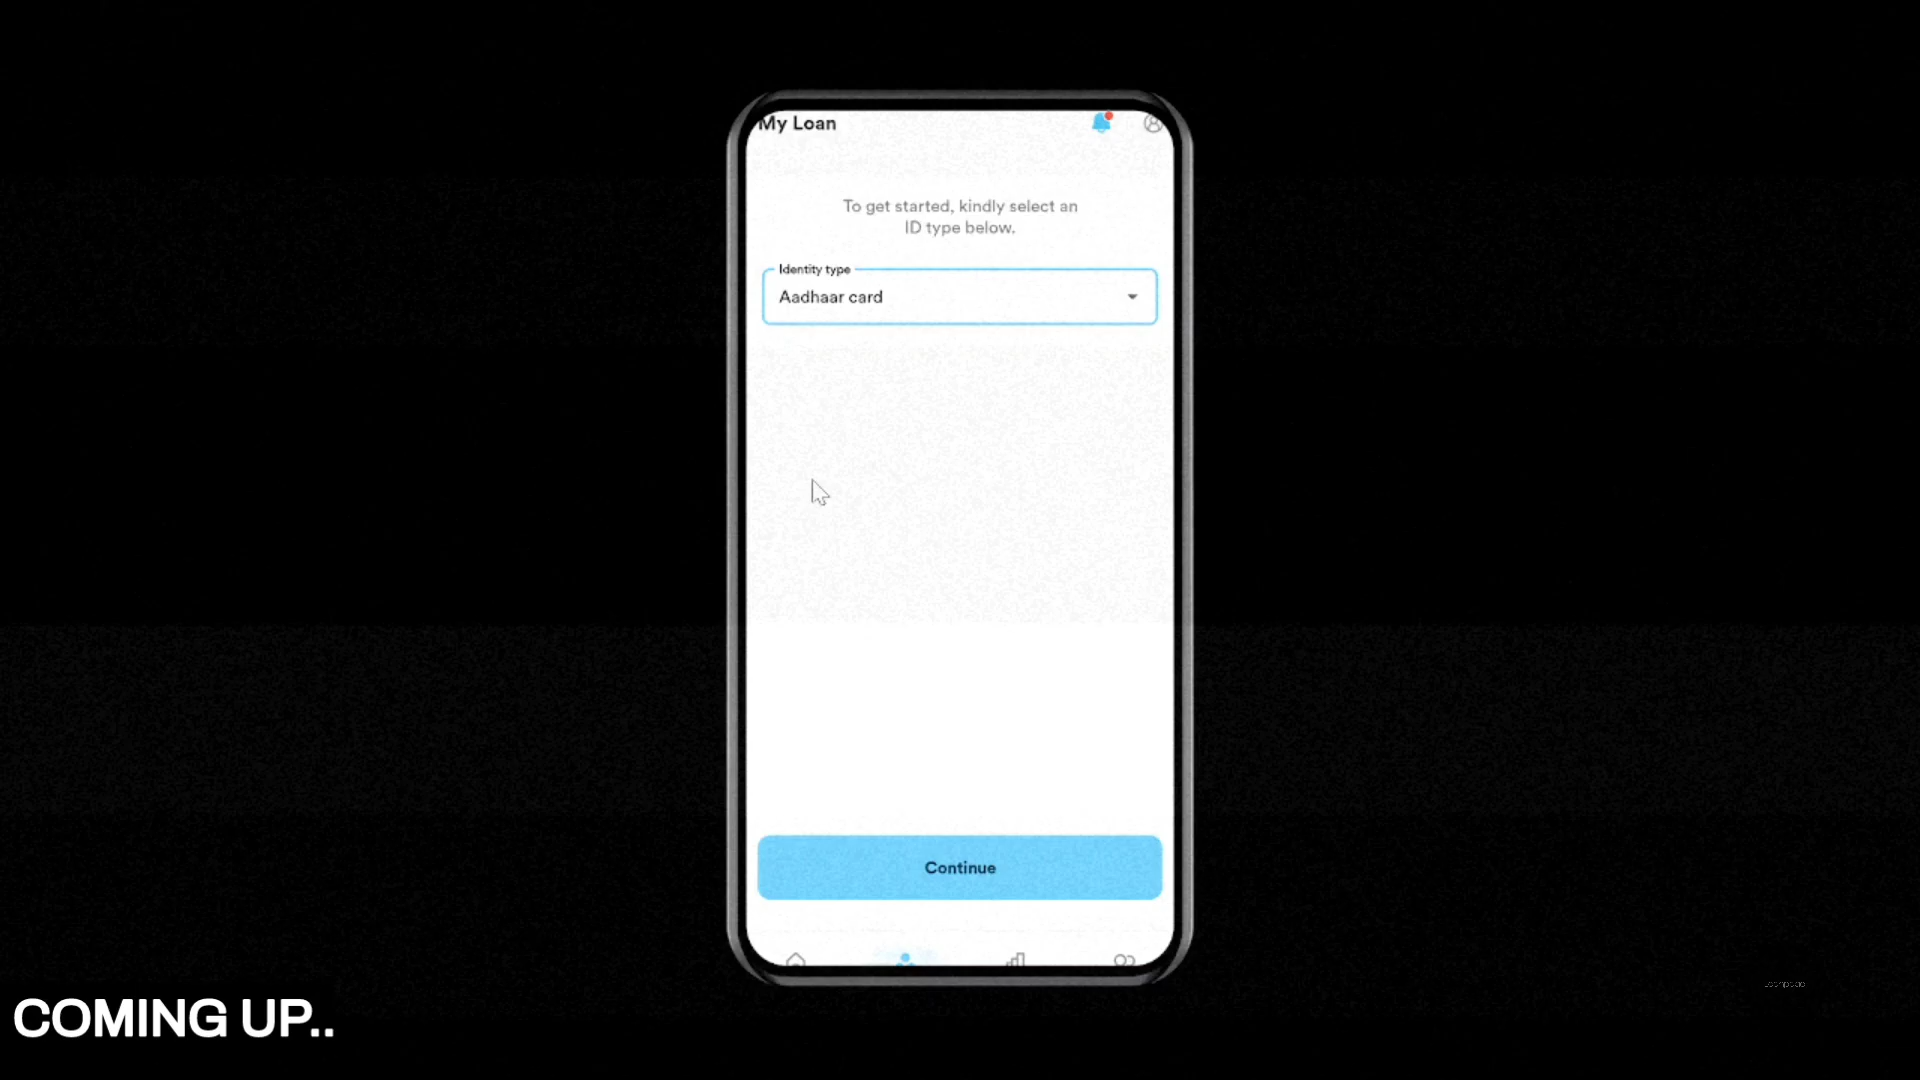 My Loan
To get started, kindly select an
ID type below.
Identity type
Aadhaar card
Continue
COMING UP..